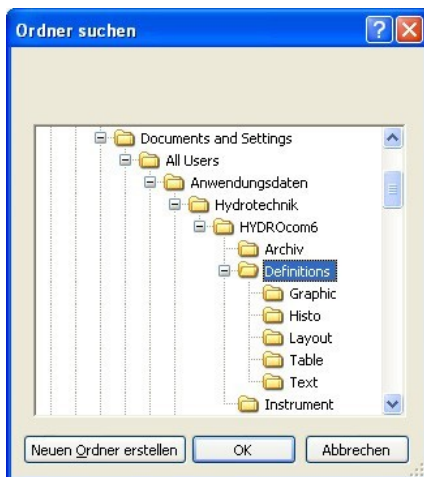 Ordner suchen
Documents and Settings
All Users
Anwendungsdaten
Hydrotechnik
HYDROcom6
Archiv
Definitions
Graphic
Histo
Layout
Table
Text
Instrument
Neuen Ordner erstellen OK Abbrechen